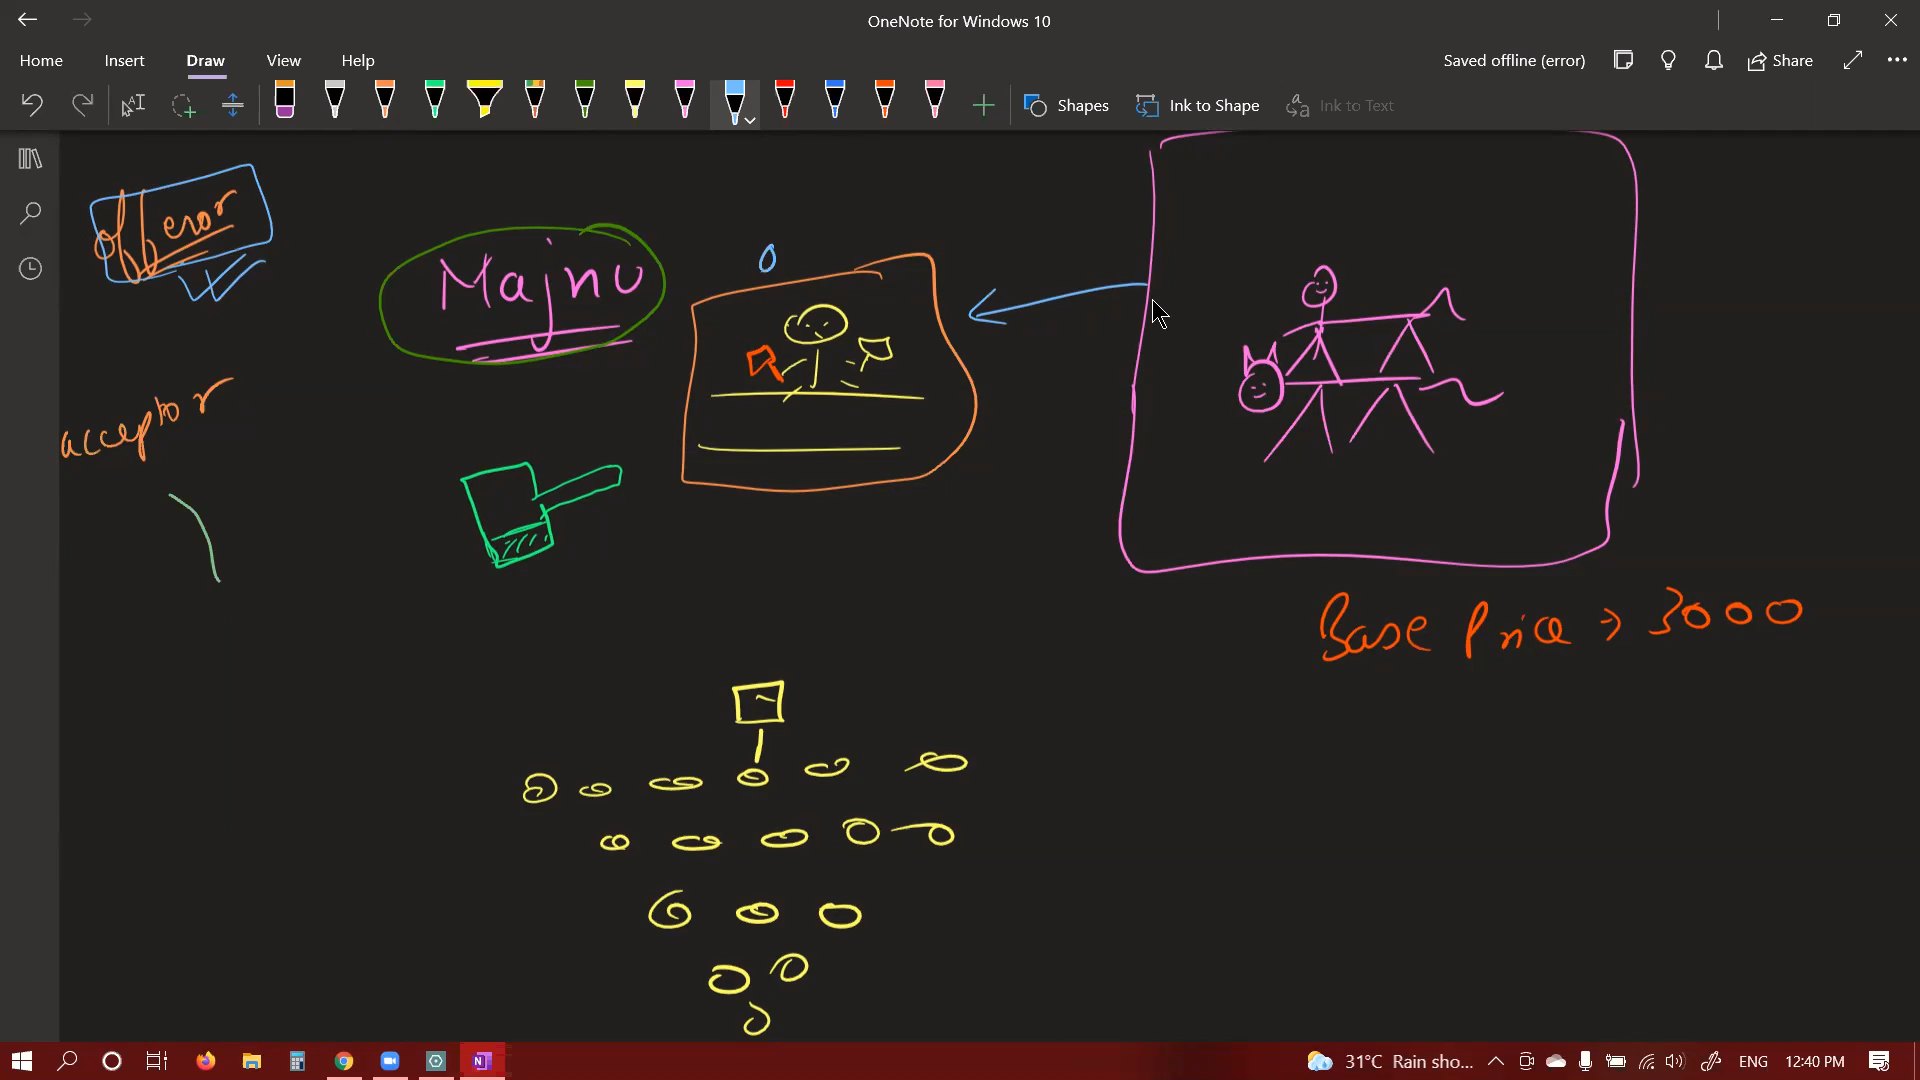 OneNote for Windows 10
Home Insert Draw View Help
Saved offline (error)
Share
Shapes
Ink to Shape
Ink to Text
offeror
Majnu
acceptor
Base Price → 3000
31°C Rain sho...
ENG
12:40 PM